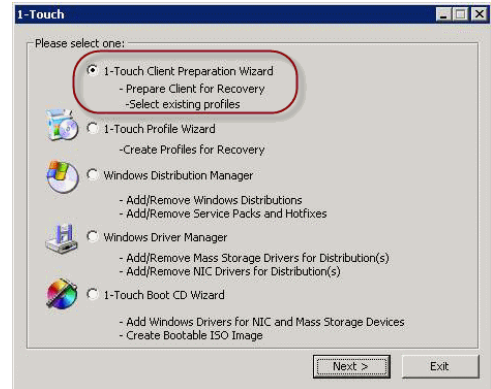 1-Touch
Please select one:
1-Touch Client Preparation Wizard
- Prepare Client for Recovery
-Select existing profiles
1-Touch Profile Wizard
-Create Profiles for Recovery
Windows Distribution Manager
- Add/Remove Windows Distributions
- Add/Remove Service Packs and Hotfixes
Windows Driver Manager
- Add/Remove Mass Storage Drivers for Distribution(s)
- Add/Remove NIC Drivers for Distribution(s)
1-Touch Boot CD Wizard
- Add Windows Drivers for NIC and Mass Storage Devices
- Create Bootable ISO Image
Next > Exit